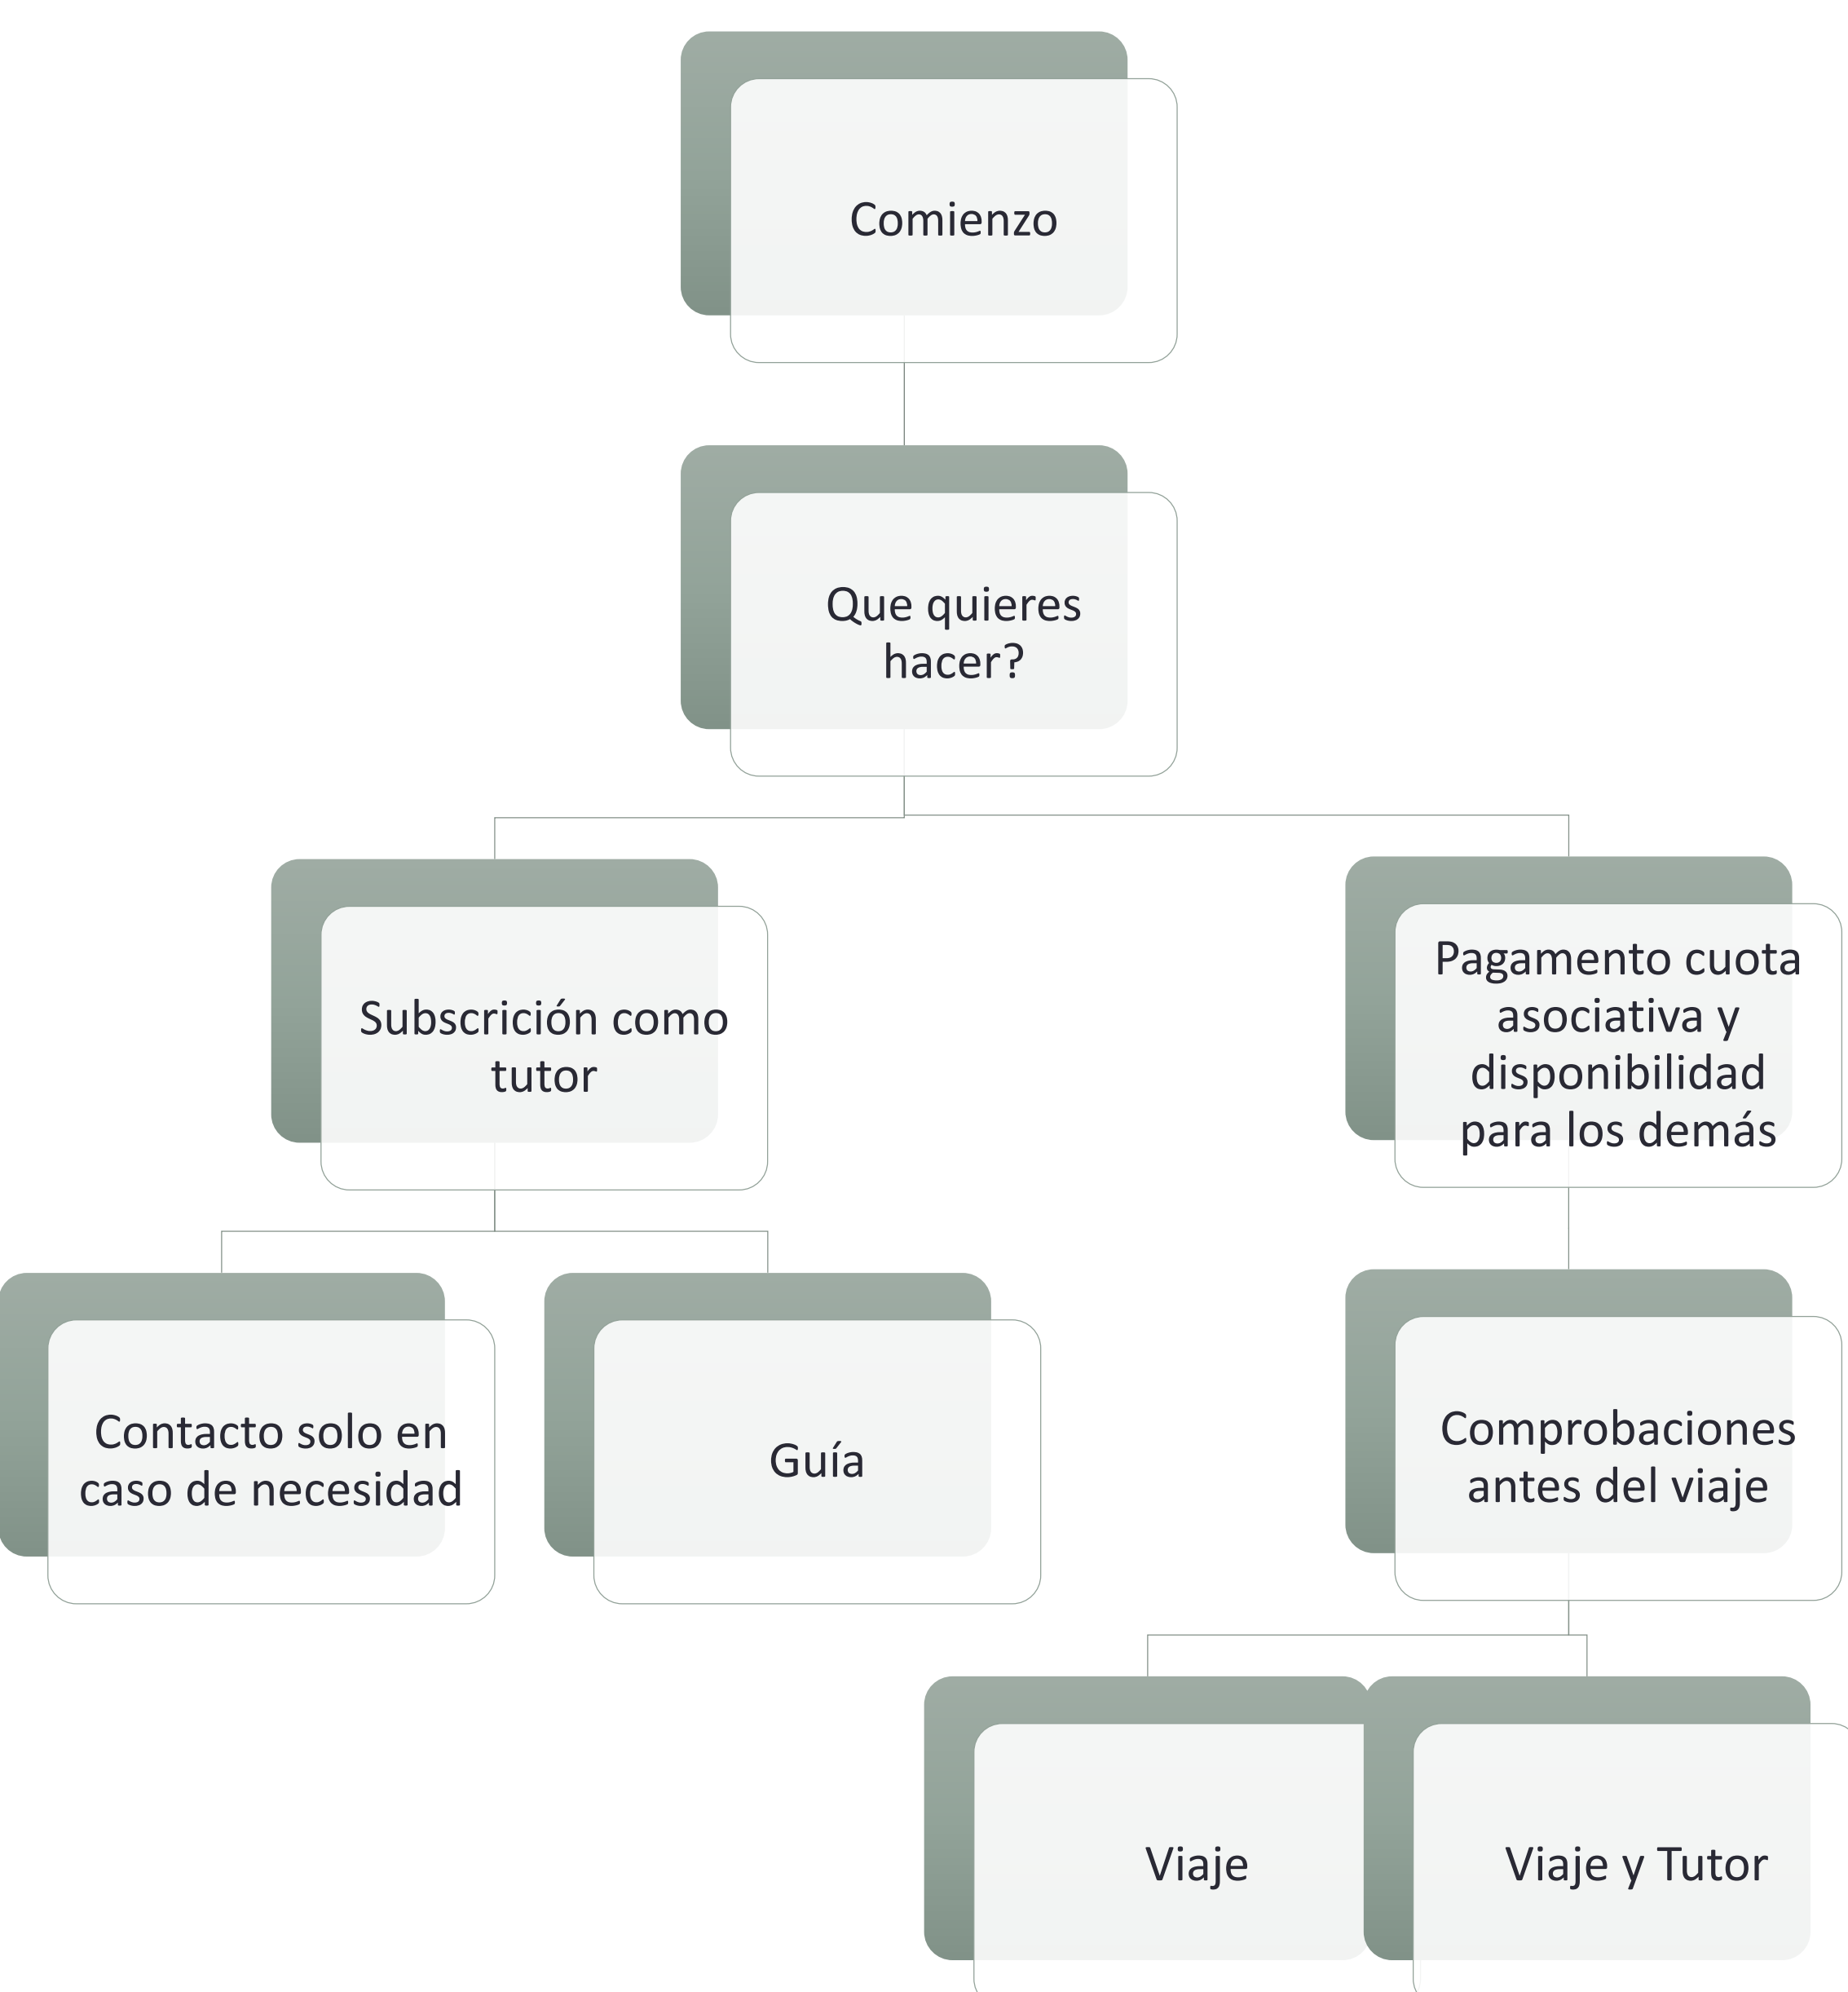 Comienzo
Que quieres
hacer?
Subscrición como
tutor
Pagamento cuota
asociativa y
disponibilidad
para los demás
Contacto solo en
caso de necesidad
Guía
Comprobaciones
antes del viaje
Viaje
Viaje y Tutor